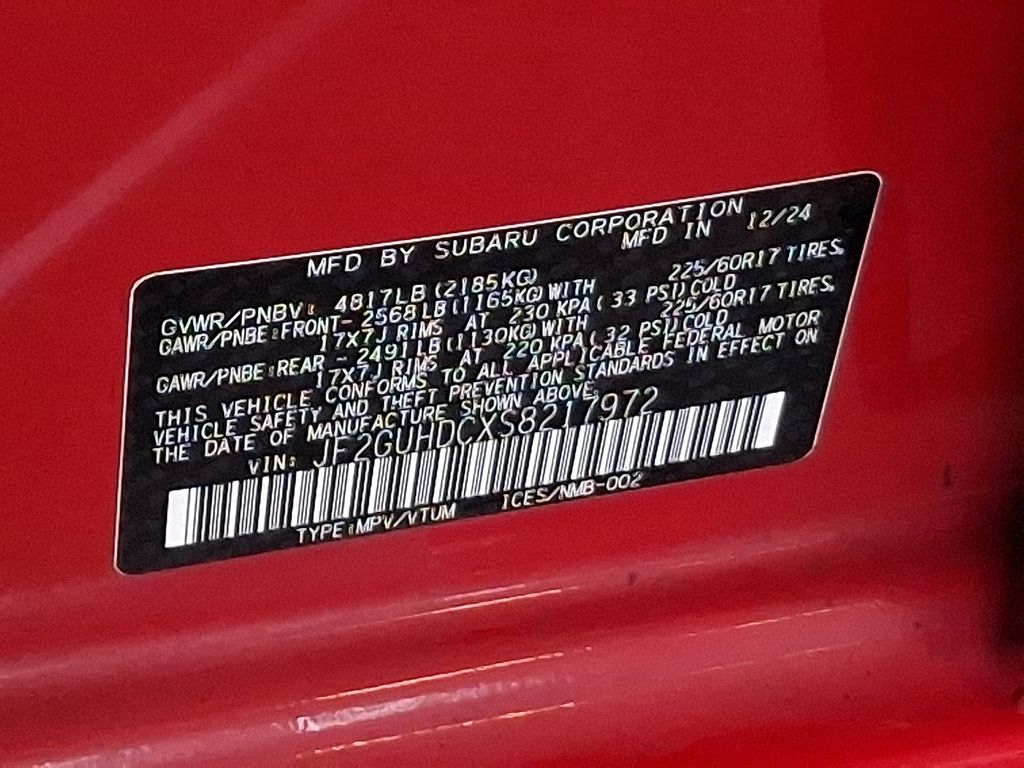 MFD BY SUBARU CORPORATION
MFD IN 12/24
GVWR/PNBV: 4817LB (2185KG)
GAWR/PNBE:FRONT- 2568LB(1165KG)WITH 225/60R17 TIRES,
17X7J RIMS AT 230 KPA( 33 PSI)COLD
GAWR/PNBE:REAR - 2491LB(1130KG)WITH 225/60R17 TIRES,
17X7J RIMS AT 220 KPA( 32 PSI)COLD
THIS VEHICLE CONFORMS TO ALL APPLICABLE FEDERAL MOTOR
VEHICLE SAFETY AND THEFT PREVENTION STANDARDS IN EFFECT ON
THE DATE OF MANUFACTURE SHOWN ABOVE.
VIN: JF2GUHDCXS8217972
TYPE:MPV/VTUM ICES/NMB-002